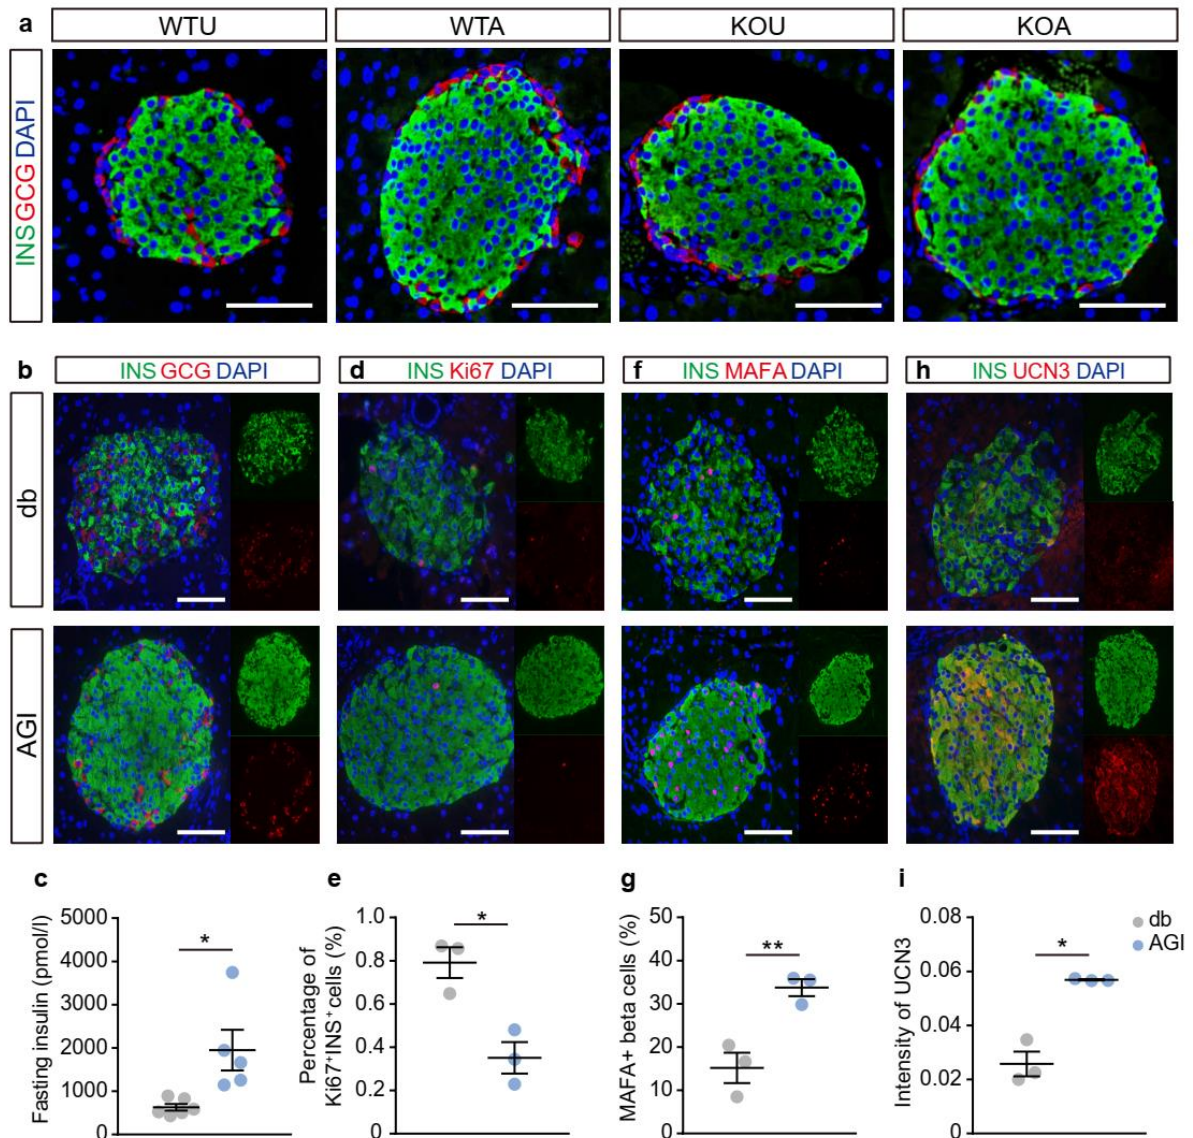 a
WTU
WTA
KOU
KOA
INS GCG DAPI
b
INS GCG DAPI
d
INS Ki67 DAPI
f
INS MAFA DAPI
h
INS UCN3 DAPI
db
AGI
c
Fasting insulin (pmol/l)
5000
4000
3000
2000
1000
0
*
e
Percentage of
Ki67⁺INS⁺cells (%)
1.0
0.8
0.6
0.4
0.2
0
*
g
MAFA+ beta cells (%)
50
40
30
20
10
0
**
i
Intensity of UCN3
0.08
0.06
0.04
0.02
0
*
db
AGI